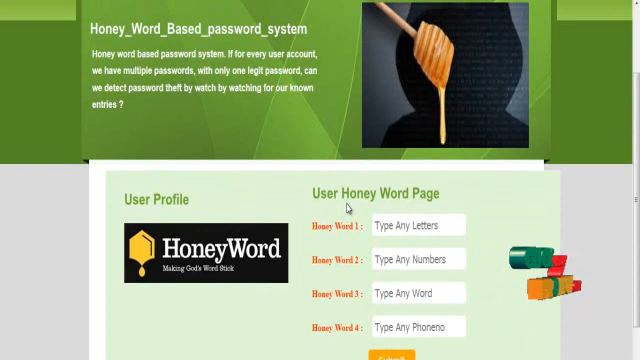 Honey_Word_Based_password_system
Honey word based password system. If for every user account,
we have multiple passwords, with only one legit password, can
we detect password theft by watch by watching for our known
entries ?
User Profile
HoneyWord
Making God's Word Stick
User Honey Word Page
Honey Word 1 : Type Any Letters
Honey Word 2 : Type Any Numbers
Honey Word 3 : Type Any Word
Honey Word 4 : Type Any Phoneno
Submit